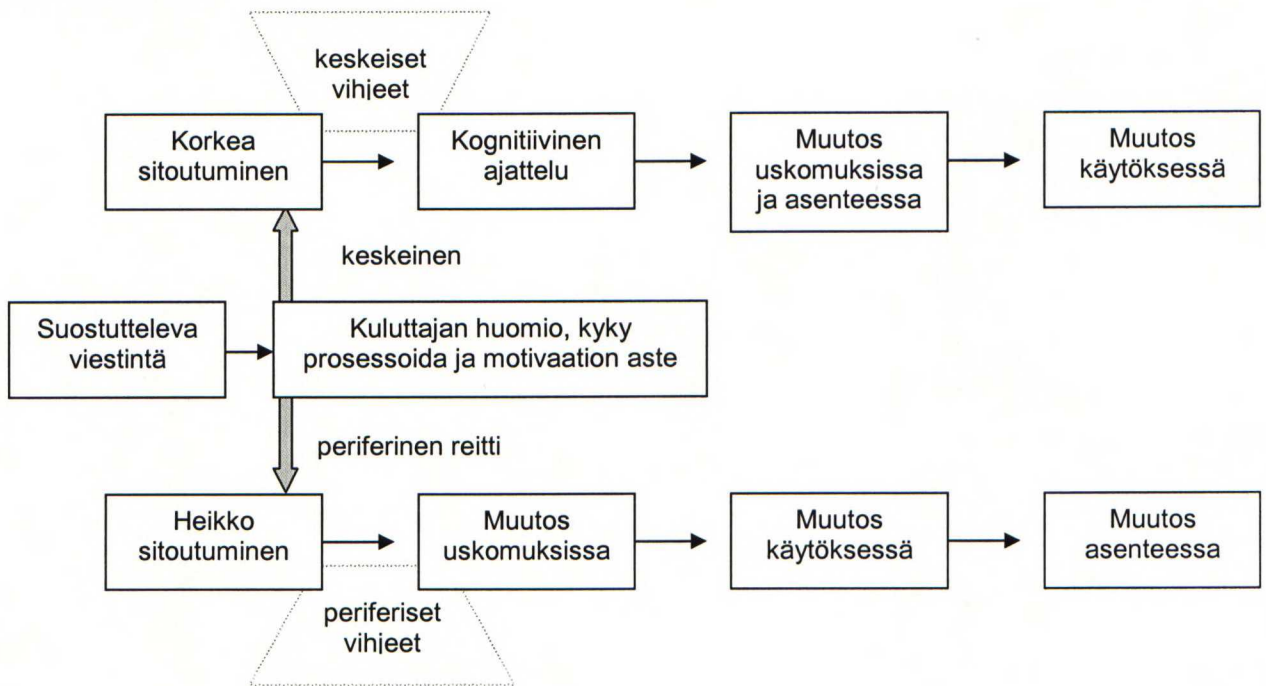 keskeiset
vihjeet
Korkea
sitoutuminen
Kognitiivinen
ajattelu
Muutos
uskomuksissa
ja asenteessa
Muutos
käytöksessä
keskeinen
Suostutteleva
viestintä
Kuluttajan huomio, kyky
prosessoida ja motivaation aste
periferinen reitti
Heikko
sitoutuminen
Muutos
uskomuksissa
Muutos
käytöksessä
Muutos
asenteessa
periferiset
vihjeet